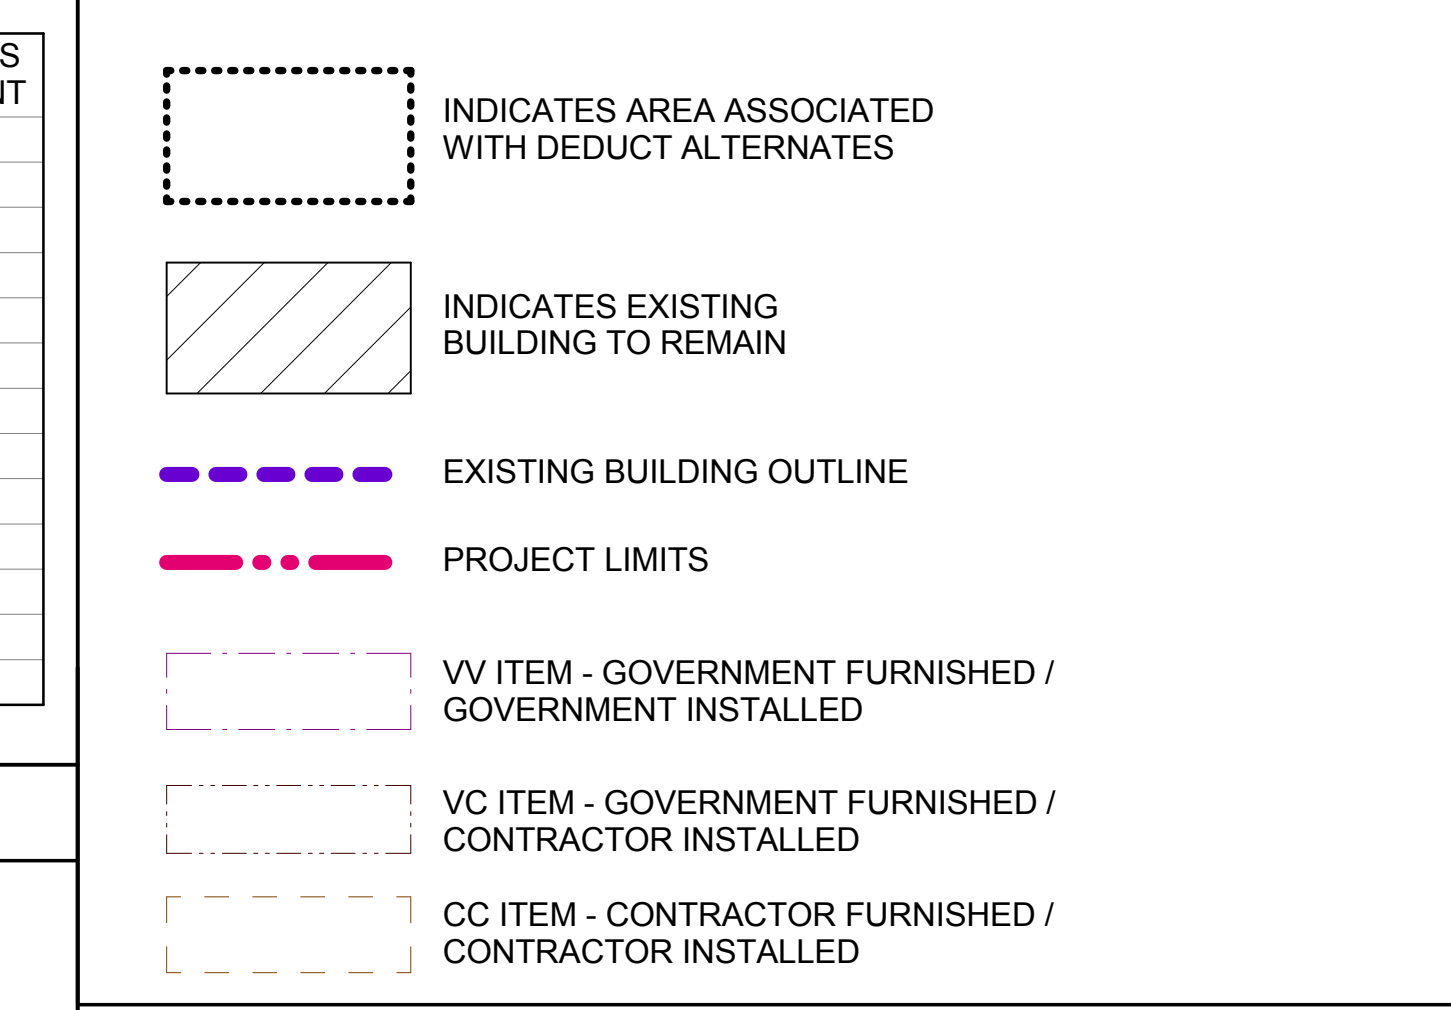 S
NT
INDICATES AREA ASSOCIATED
WITH DEDUCT ALTERNATES
INDICATES EXISTING
BUILDING TO REMAIN
EXISTING BUILDING OUTLINE
PROJECT LIMITS
VV ITEM - GOVERNMENT FURNISHED /
GOVERNMENT INSTALLED
VC ITEM - GOVERNMENT FURNISHED /
CONTRACTOR INSTALLED
CC ITEM - CONTRACTOR FURNISHED /
CONTRACTOR INSTALLED